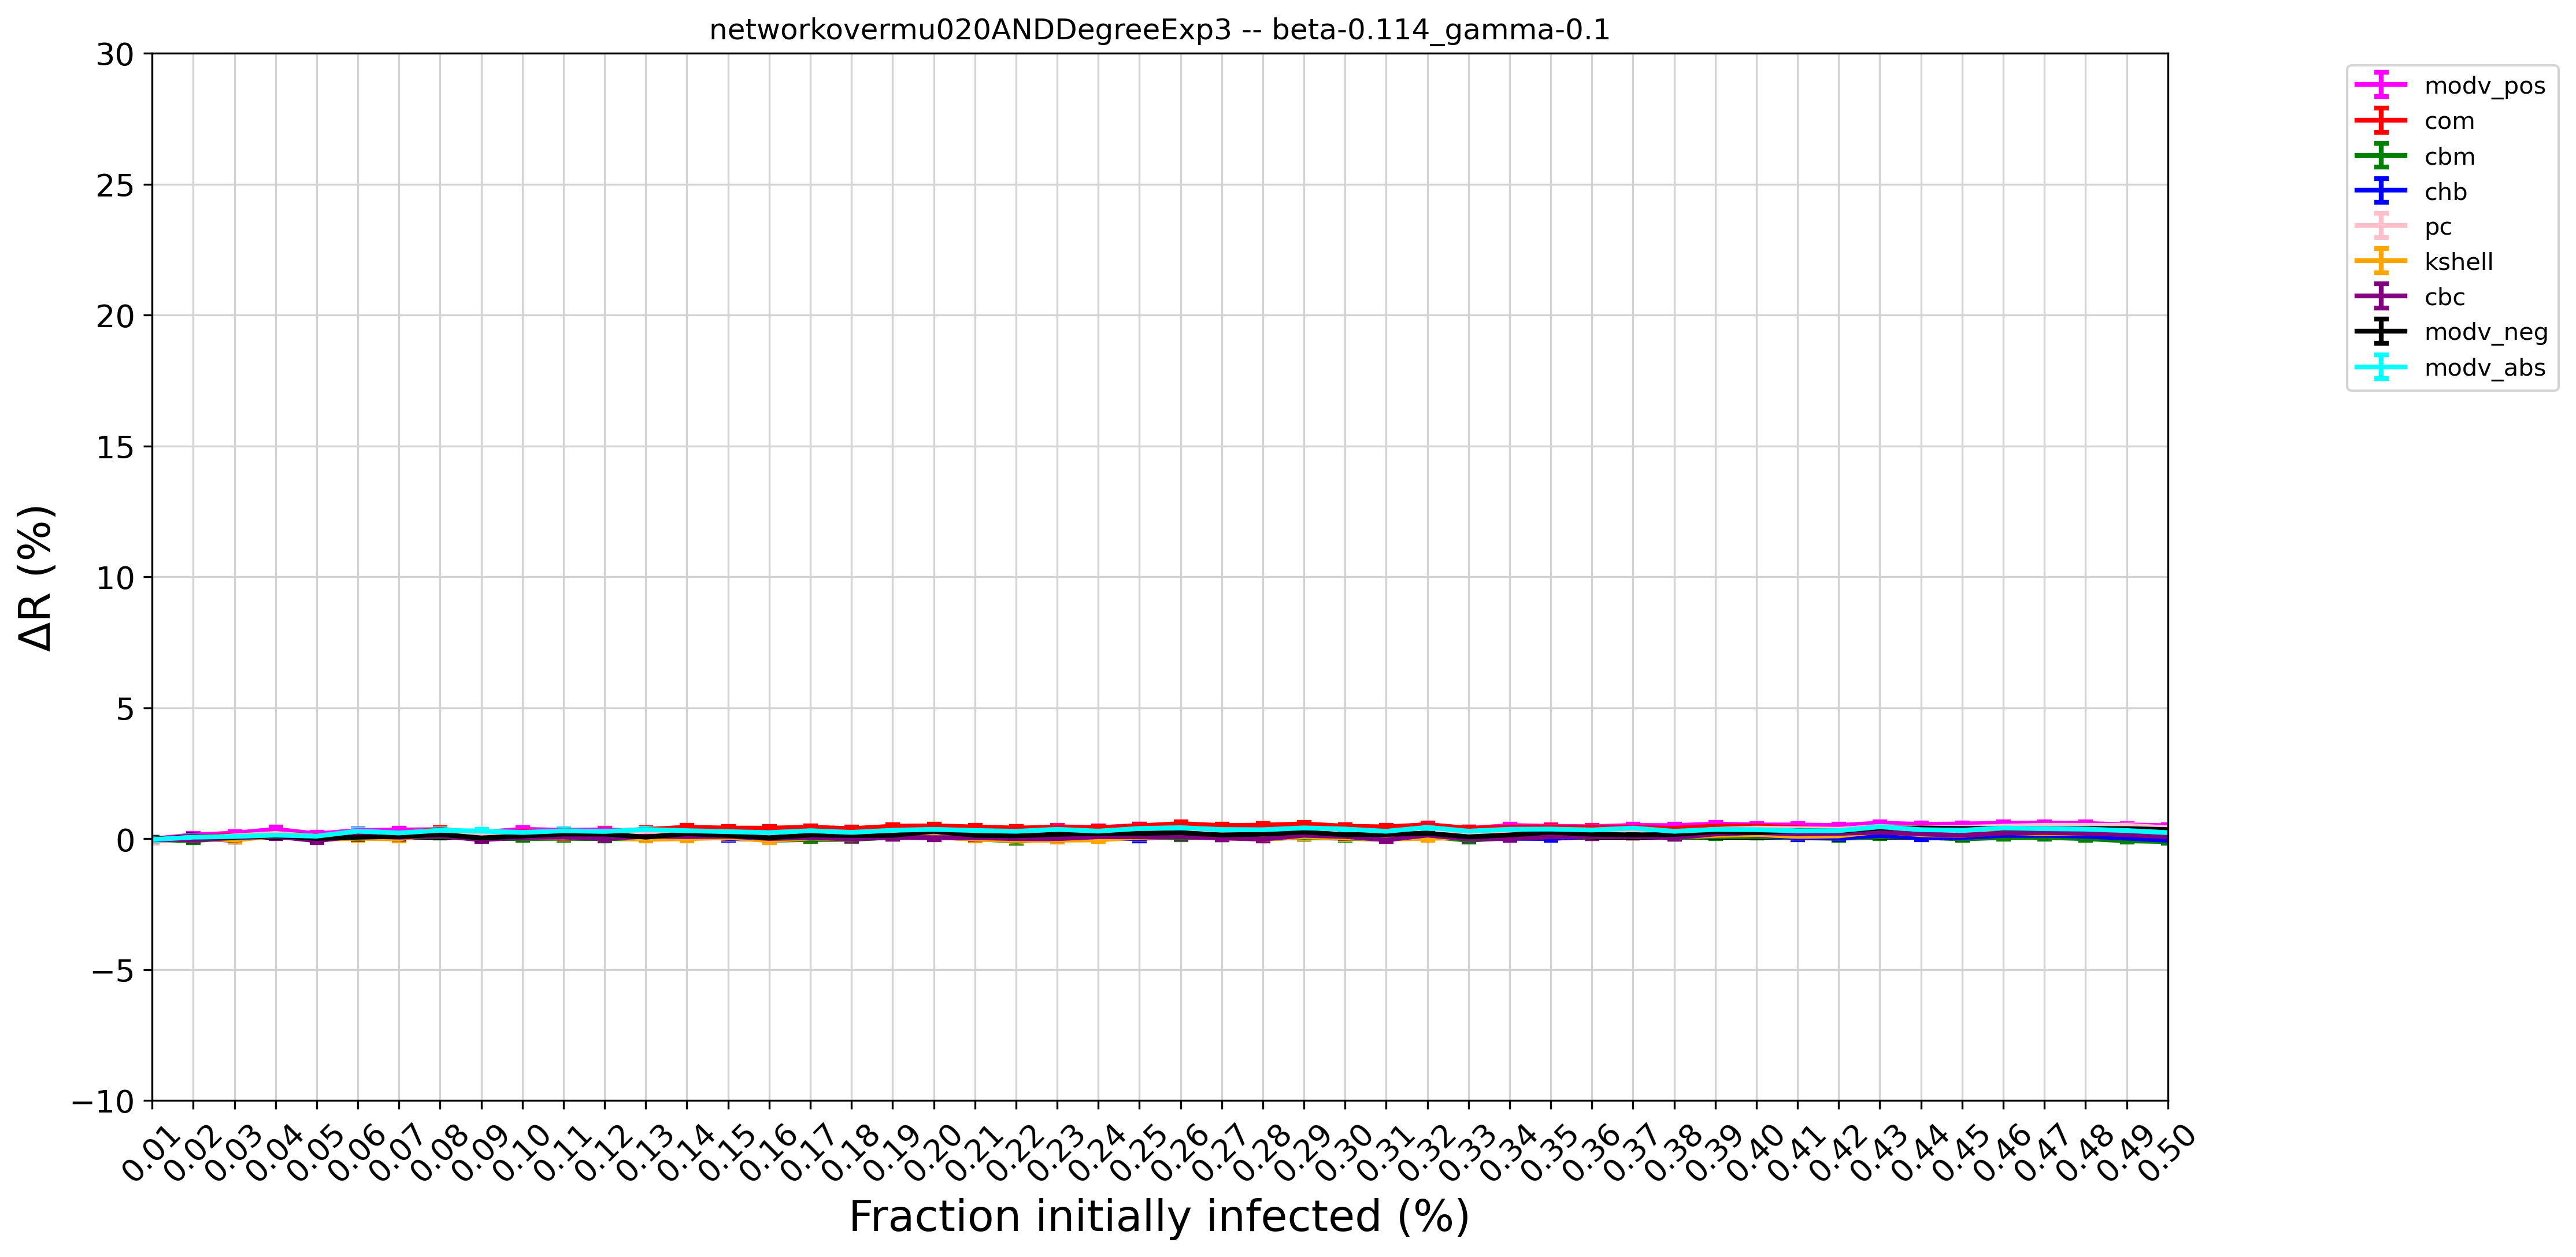 networkovermu020ANDDegreeExp3 -- beta-0.114_gamma-0.1
30
25
20
15
10
5
0
−5
−10
ΔR (%)
0.01 0.02 0.03 0.04 0.05 0.06 0.07 0.08 0.09 0.10 0.11 0.12 0.13 0.14 0.15 0.16 0.17 0.18 0.19 0.20 0.21 0.22 0.23 0.24 0.25 0.26 0.27 0.28 0.29 0.30 0.31 0.32 0.33 0.34 0.35 0.36 0.37 0.38 0.39 0.40 0.41 0.42 0.43 0.44 0.45 0.46 0.47 0.48 0.49 0.50
Fraction initially infected (%)
modv_pos
com
cbm
chb
pc
kshell
cbc
modv_neg
modv_abs